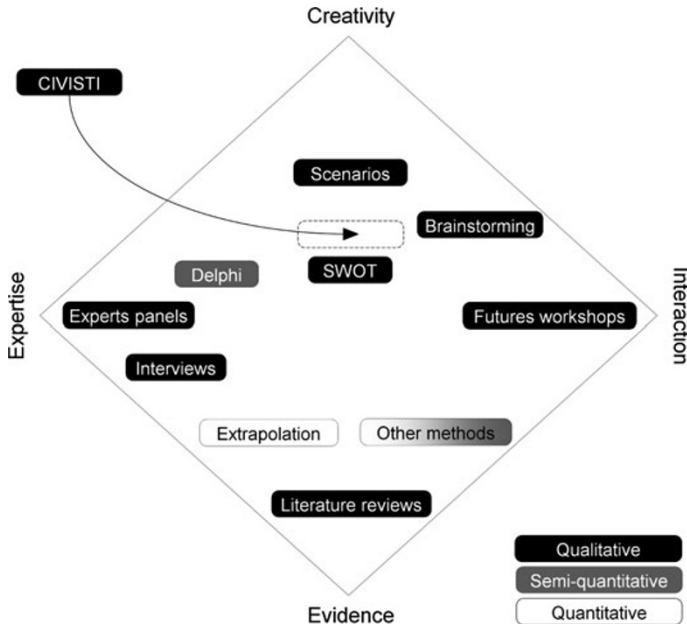 Creativity
CIVISTI
Scenarios
Brainstorming
Delphi
SWOT
Expertise
Interaction
Experts panels
Futures workshops
Interviews
Extrapolation
Other methods
Literature reviews
Qualitative
Semi-quantitative
Quantitative
Evidence